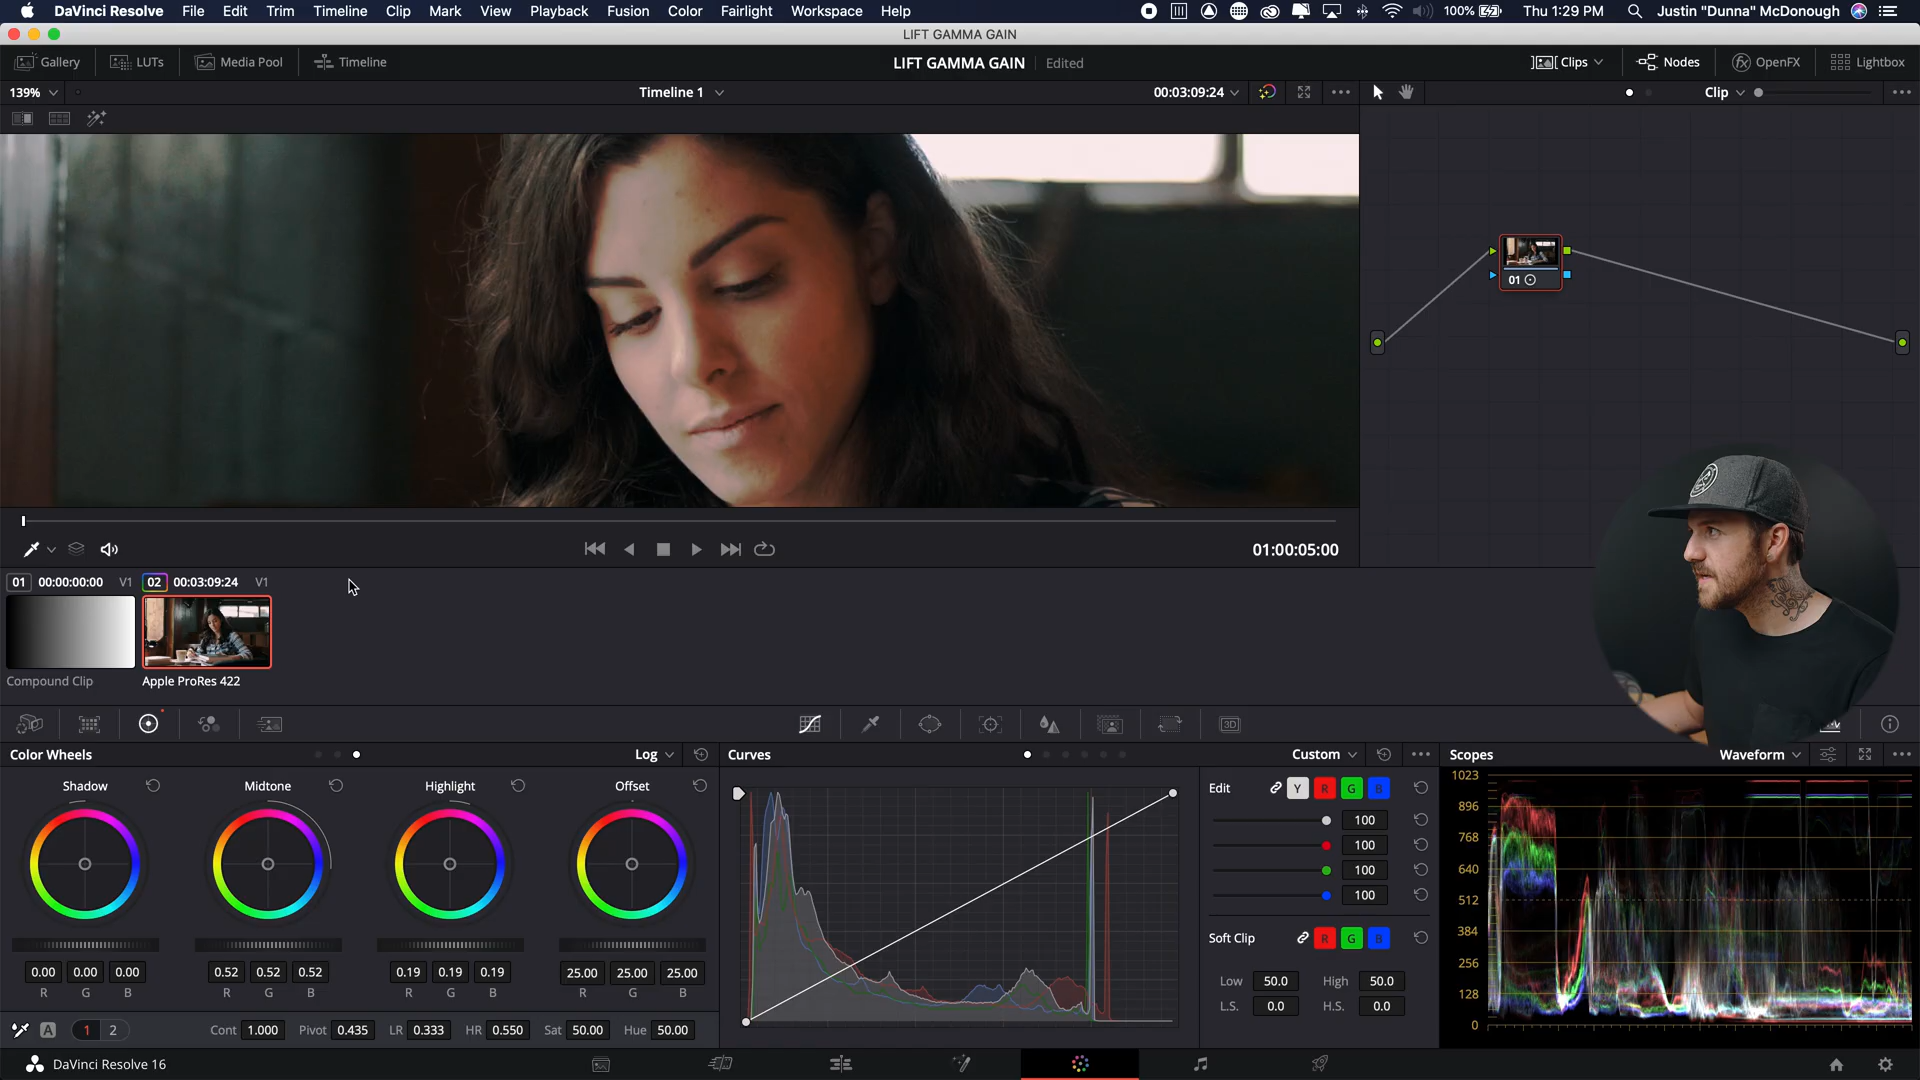 DaVinci Resolve File Edit Trim Timeline Clip Mark View Playback Fusion Color Fairlight Workspace Help 100% Thu 1:29 PM Justin "Dunna" McDonough
LIFT GAMMA GAIN
Gallery LUTs Media Pool Timeline LIFT GAMMA GAIN Edited Clips Nodes fx OpenFX Lightbox
139% Timeline 1 00:03:09:24 Clip
01
01:00:05:00
01 00:00:00:00 V1 02 00:03:09:24 V1
Compound Clip Apple ProRes 422
3D
Color Wheels Log Curves Custom Scopes Waveform
Shadow Midtone Highlight Offset
Edit Y R G B
100
100
100
100
Soft Clip R G B
Low 50.0 High 50.0
L.S. 0.0 H.S. 0.0
1023
896
768
640
512
384
256
128
0
0.00 0.00 0.00 0.52 0.52 0.52 0.19 0.19 0.19 25.00 25.00 25.00
R G B R G B R G B R G B
A 1 2 Cont 1.000 Pivot 0.435 LR 0.333 HR 0.550 Sat 50.00 Hue 50.00
DaVinci Resolve 16